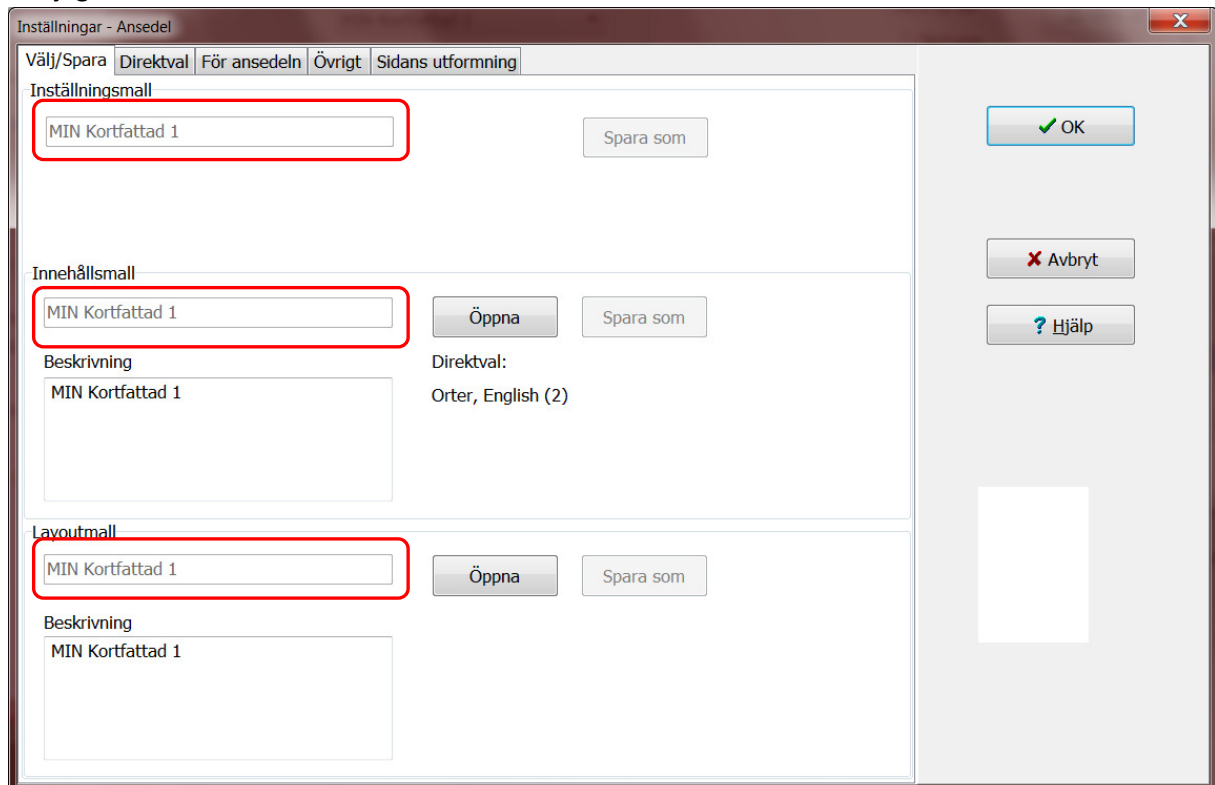 Inställningar - Ansedel
Välj/Spara Direktval För ansedeln Övrigt Sidans utformning
Inställningsmall
MIN Kortfattad 1 Spara som
OK
Avbryt
Hjälp
Innehållsmall
MIN Kortfattad 1 Öppna Spara som
Beskrivning Direktval:
MIN Kortfattad 1 Orter, English (2)
Layoutmall
MIN Kortfattad 1 Öppna Spara som
Beskrivning
MIN Kortfattad 1